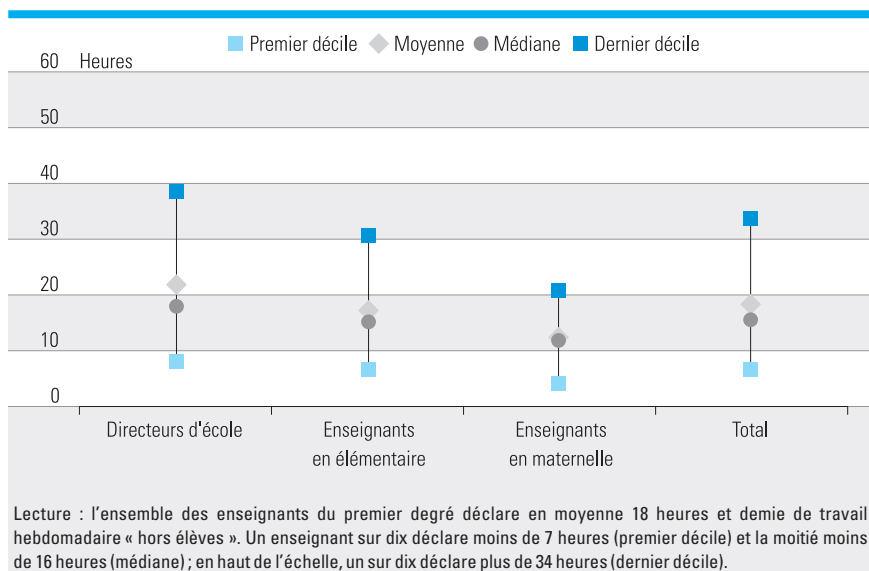 Premier décile Moyenne Médiane Dernier décile
60 Heures
50
40
30
20
10
0
Directeurs d'école Enseignants en élémentaire Enseignants en maternelle Total
Lecture : l'ensemble des enseignants du premier degré déclare en moyenne 18 heures et demie de travail
hebdomadaire « hors élèves ». Un enseignant sur dix déclare moins de 7 heures (premier décile) et la moitié moins
de 16 heures (médiane) ; en haut de l'échelle, un sur dix déclare plus de 34 heures (dernier décile).